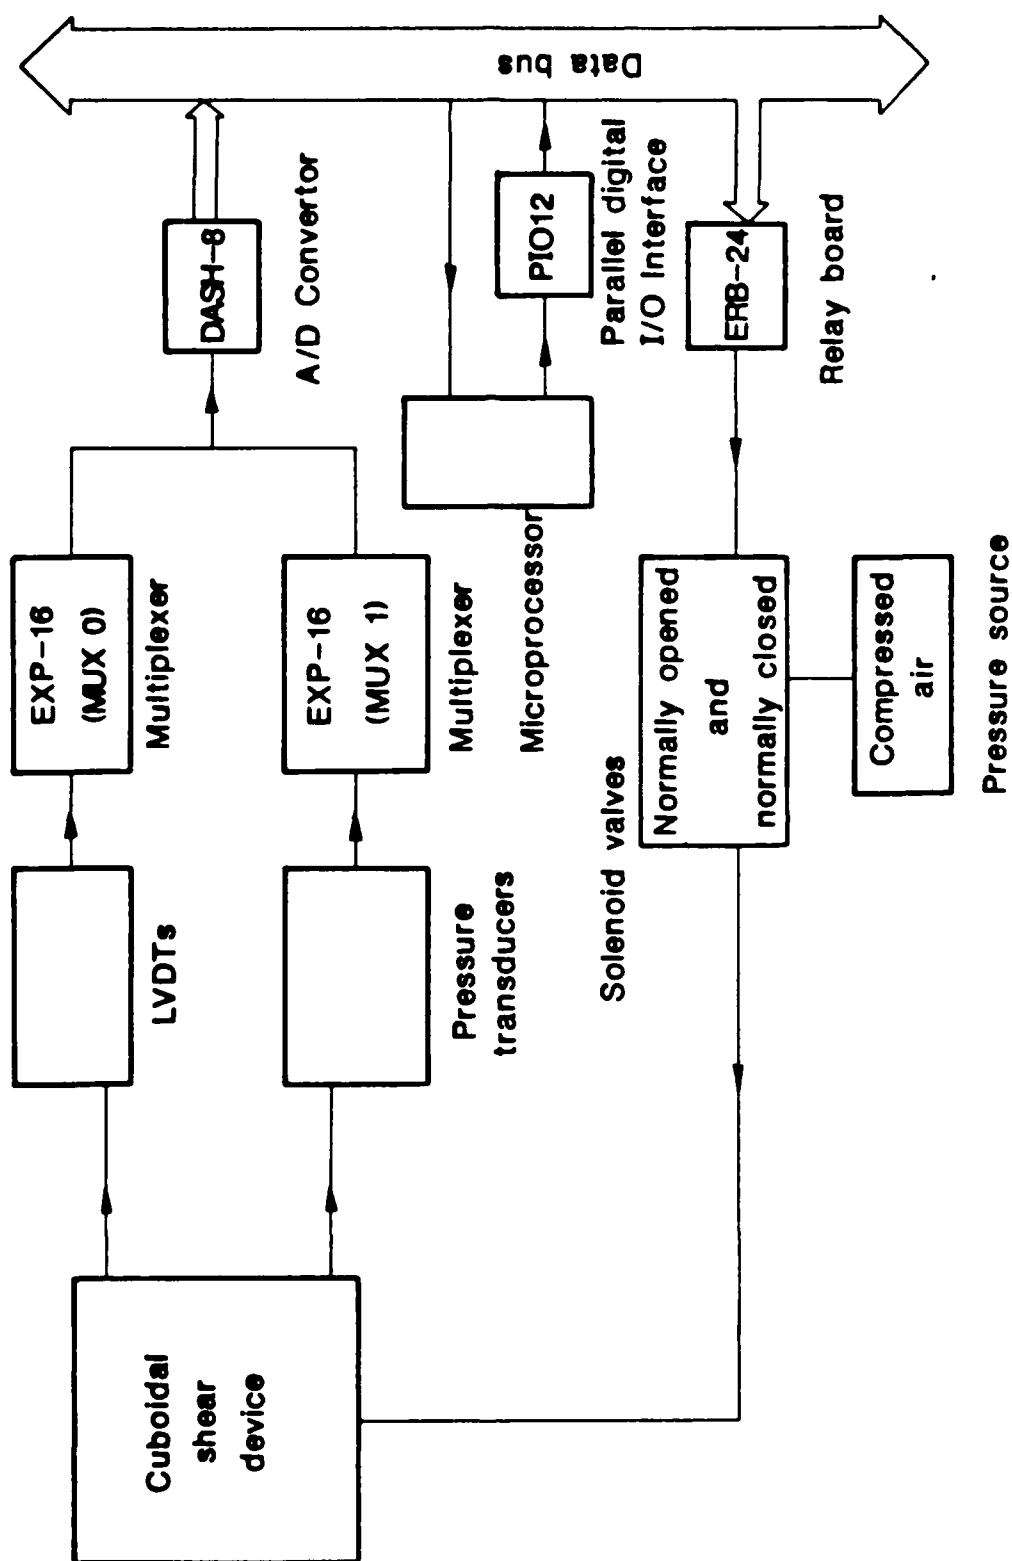 Cuboidal
shear
device
LVDTs
Pressure
transducers
EXP-16
(MUX 0)
Multiplexer
EXP-16
(MUX 1)
Multiplexer
DASH-8
A/D Convertor
Microprocessor
PIO12
Parallel digital
I/O Interface
Data bus
ERB-24
Relay board
Solenoid valves
Normally opened
and
normally closed
Compressed
air
Pressure source